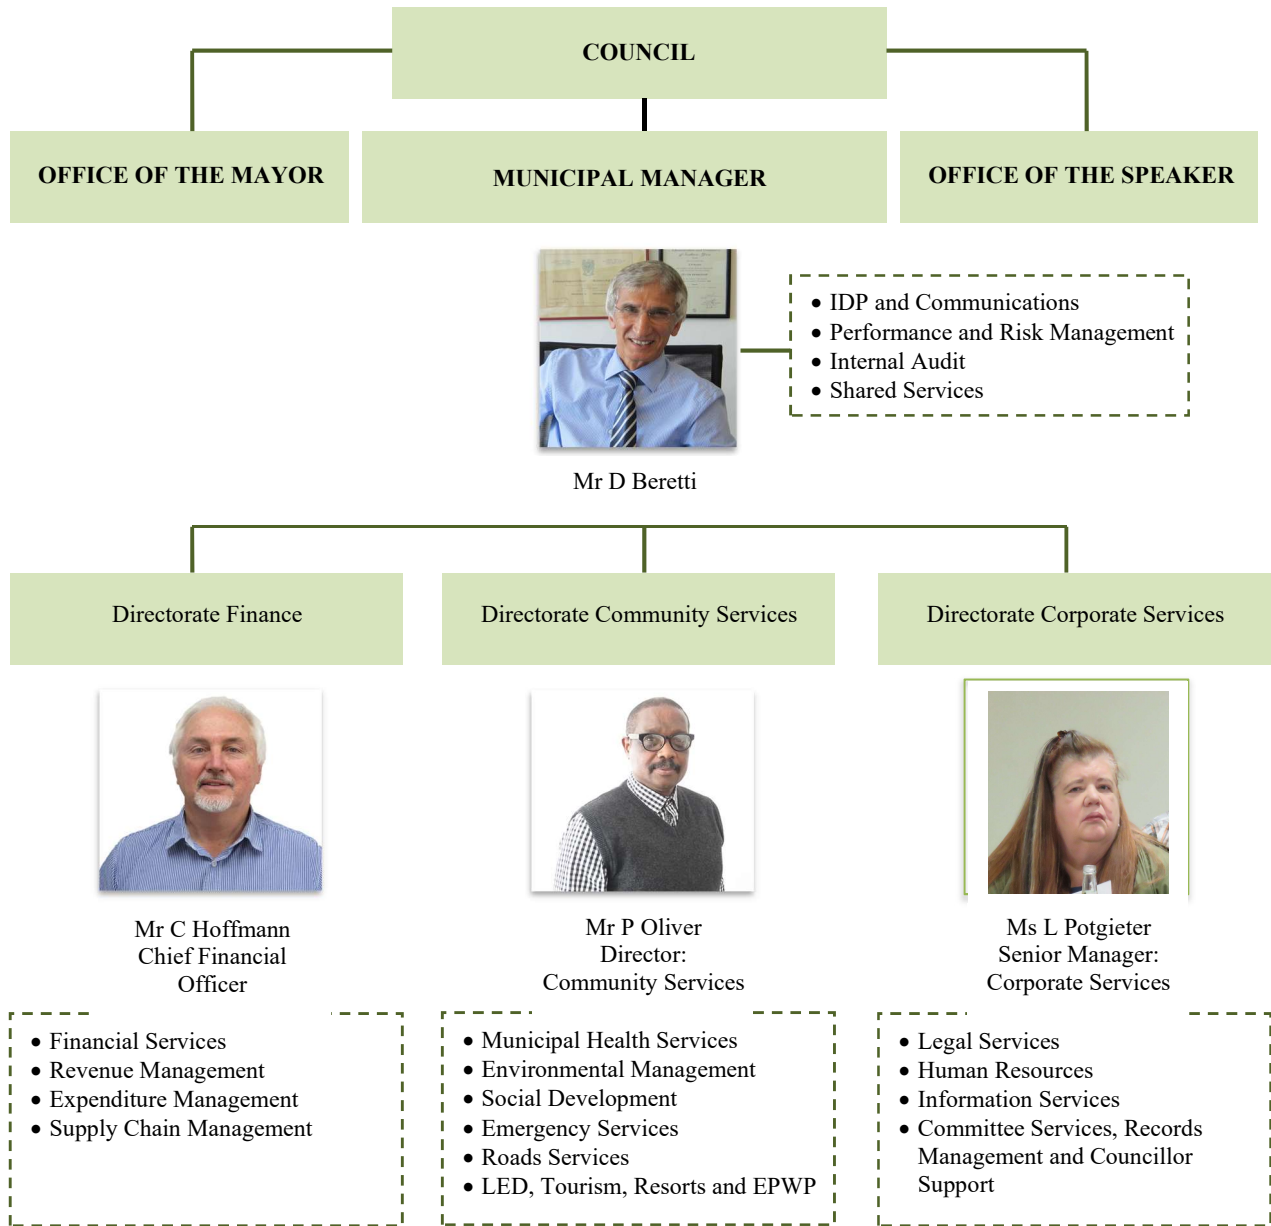 COUNCIL
OFFICE OF THE MAYOR
MUNICIPAL MANAGER
OFFICE OF THE SPEAKER
• IDP and Communications
• Performance and Risk Management
• Internal Audit
• Shared Services
Mr D Beretti
Directorate Finance
Directorate Community Services
Directorate Corporate Services
Mr C Hoffmann
Chief Financial
Officer
Mr P Oliver
Director:
Community Services
Ms L Potgieter
Senior Manager:
Corporate Services
• Financial Services
• Revenue Management
• Expenditure Management
• Supply Chain Management
• Municipal Health Services
• Environmental Management
• Social Development
• Emergency Services
• Roads Services
• LED, Tourism, Resorts and EPWP
• Legal Services
• Human Resources
• Information Services
• Committee Services, Records
Management and Councillor
Support